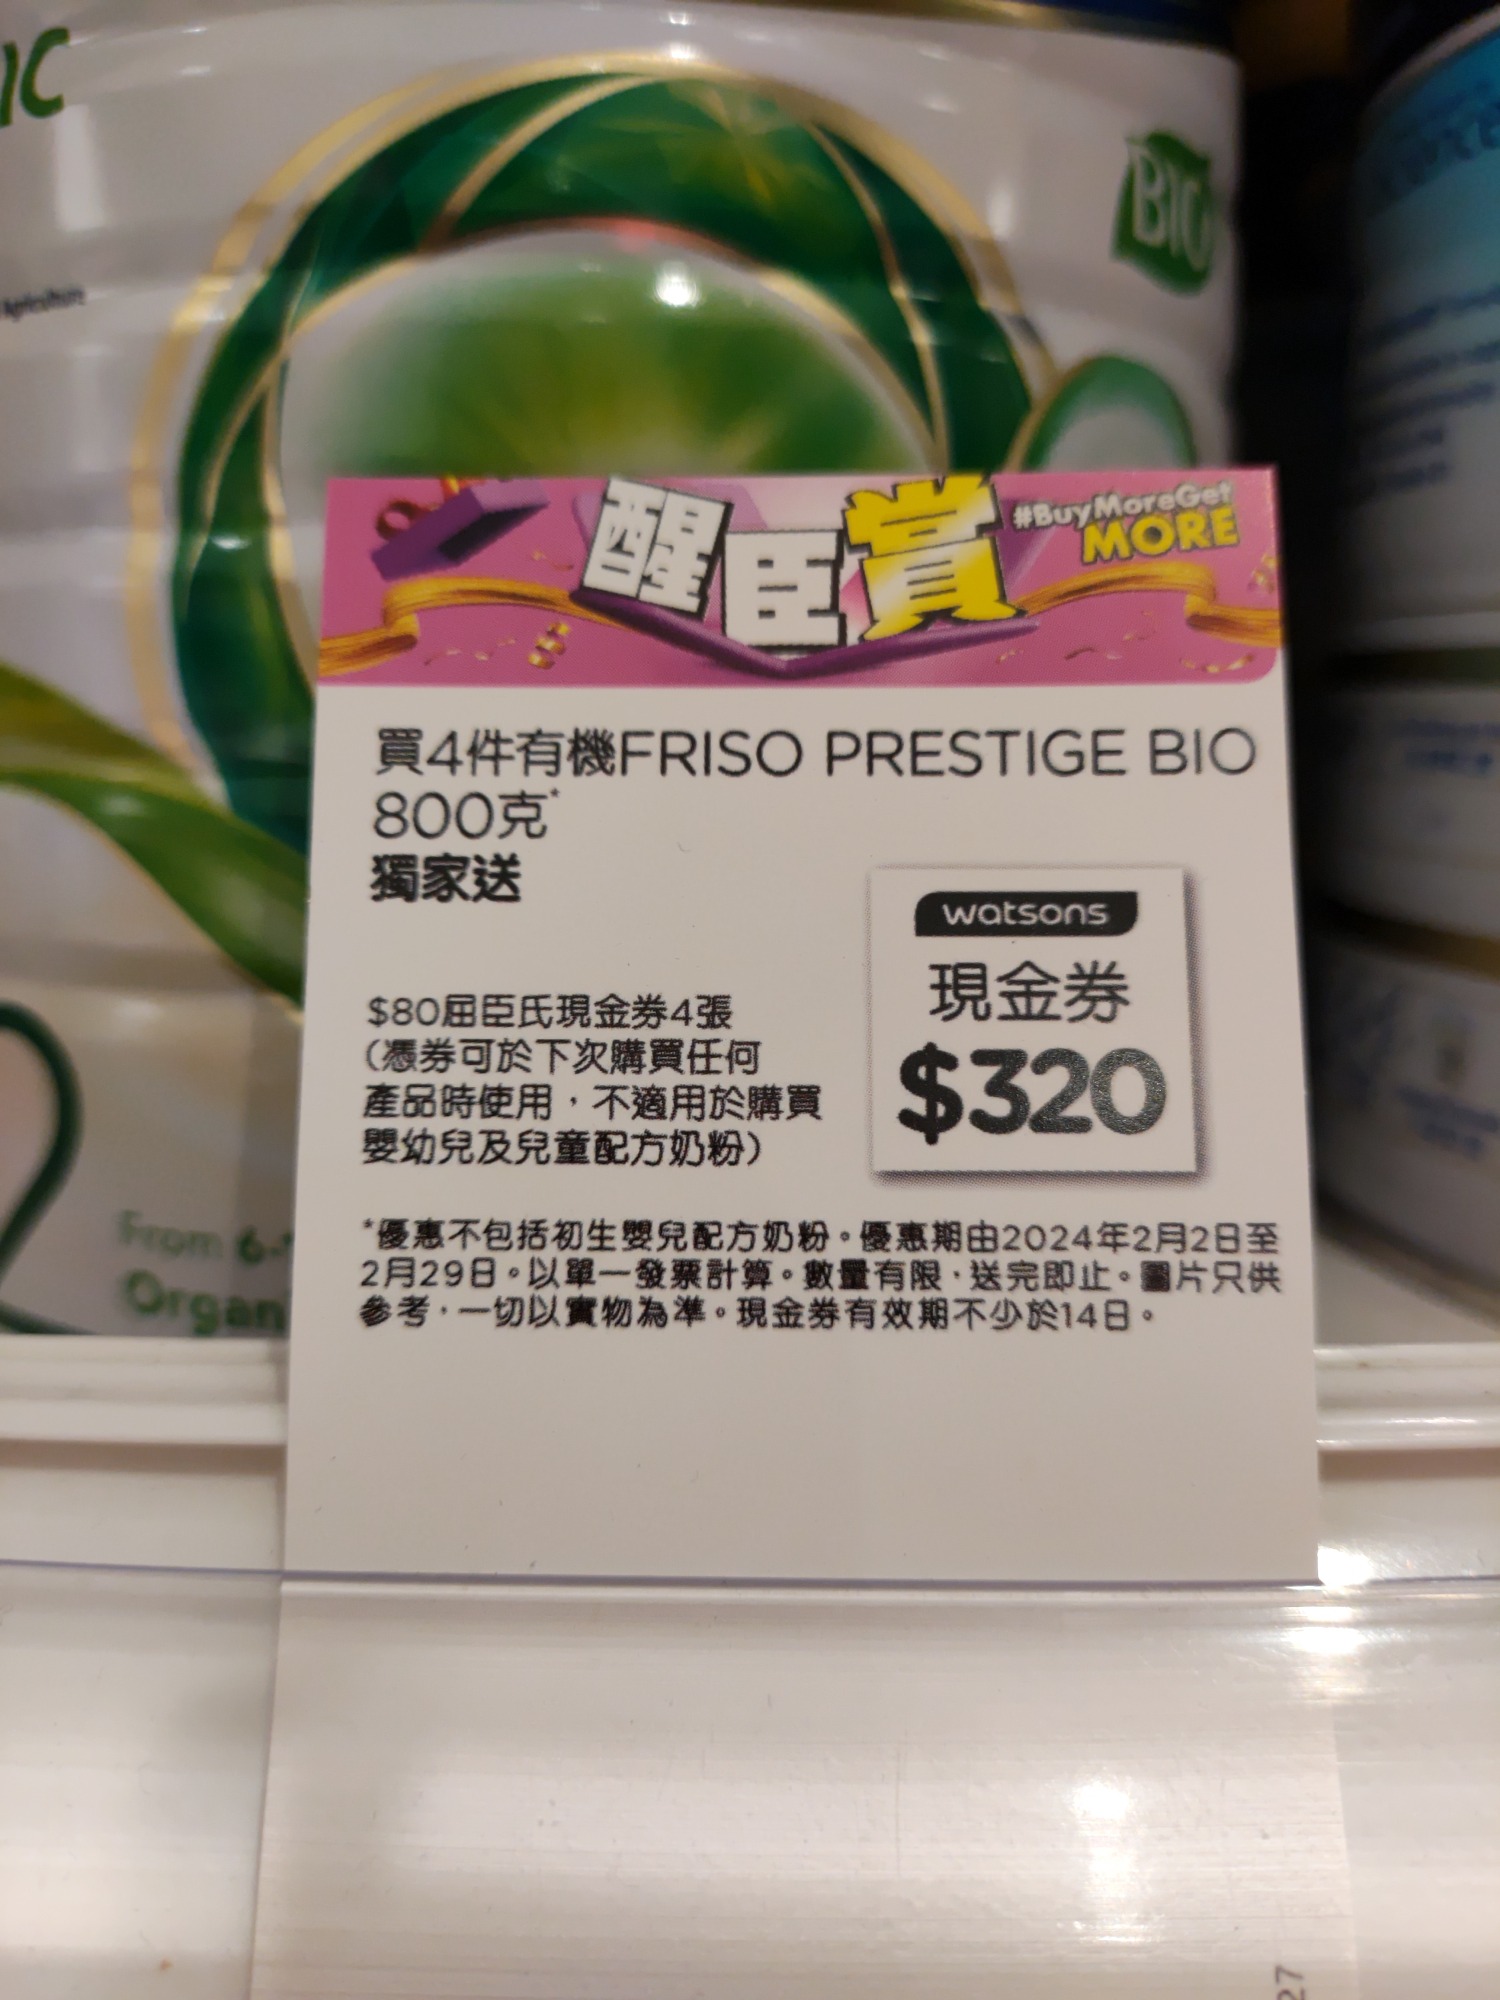 IC
BIO
Agriculture
醒臣賞
#BuyMoreGet
MORE
買4件有機FRISO PRESTIGE BIO
800克*
獨家送
watsons
現金券
$320
$80屈臣氏現金券4張
(憑券可於下次購買任何
產品時使用，不適用於購買
嬰幼兒及兒童配方奶粉)
*優惠不包括初生嬰兒配方奶粉。優惠期由2024年2月2日至
2月29日。以單一發票計算。數量有限，送完即止。圖片只供
參考，一切以實物為準。現金券有效期不少於14日。
2
From 6-
Organ
27